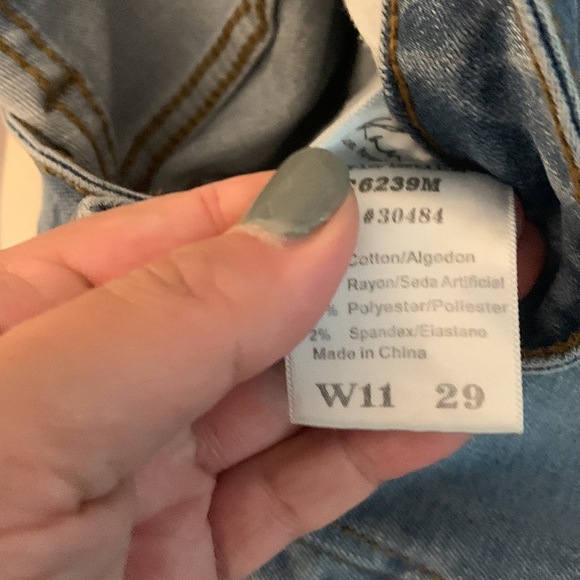 6239M
#30484
Cotton/Algodon
Rayon/Seda Artificial
% Polyester/Poliester
2% Spandex/Elastano
Made in China
W11 29